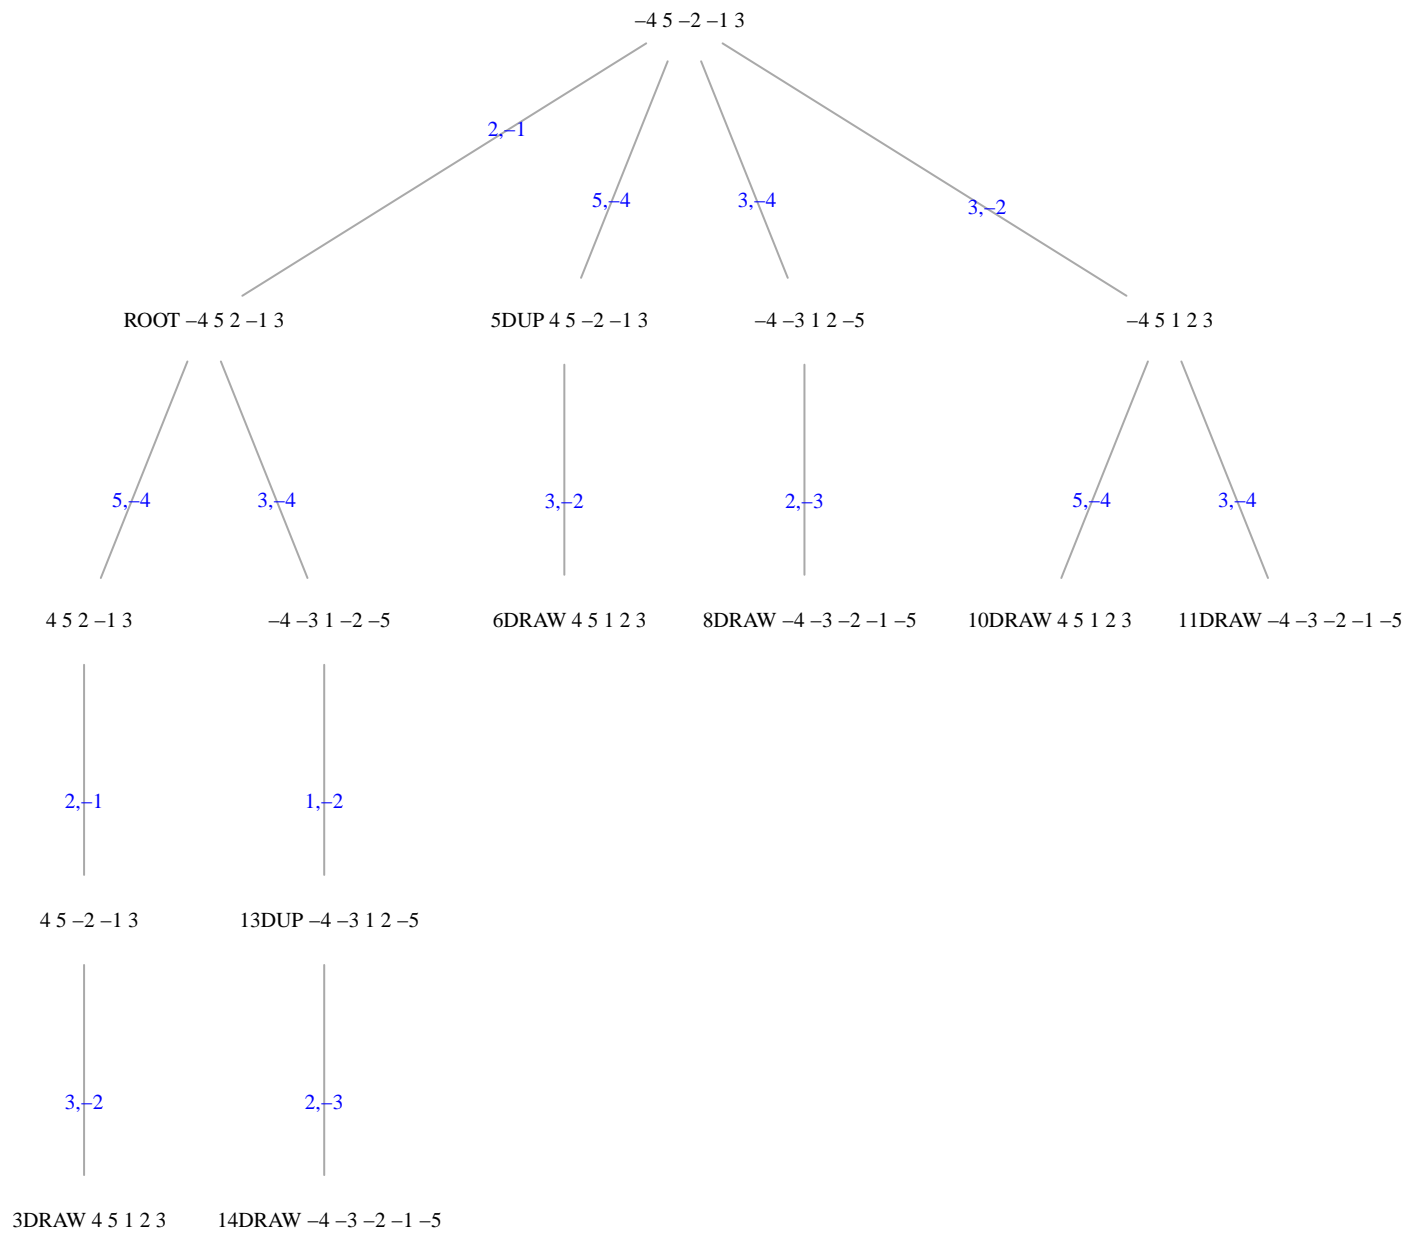 –4 5 –2 –1 3
2,–1
5,–4
3,–4
3,–2
ROOT –4 5 2 –1 3
5DUP 4 5 –2 –1 3
–4 –3 1 2 –5
–4 5 1 2 3
5,–4
3,–4
3,–2
2,–3
5,–4
3,–4
4 5 2 –1 3
–4 –3 1 –2 –5
6DRAW 4 5 1 2 3
8DRAW –4 –3 –2 –1 –5
10DRAW 4 5 1 2 3
11DRAW –4 –3 –2 –1 –5
2,–1
1,–2
4 5 –2 –1 3
13DUP –4 –3 1 2 –5
3,–2
2,–3
3DRAW 4 5 1 2 3
14DRAW –4 –3 –2 –1 –5